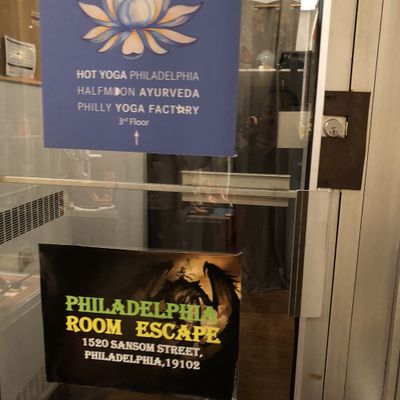 HOT YOGA PHILADELPHIA
HALFMOON AYURVEDA
PHILLY YOGA FACTORY
3rd Floor
PHILADELPHIA
ROOM ESCAPE
1520 SANSOM STREET,
PHILADELPHIA,19102